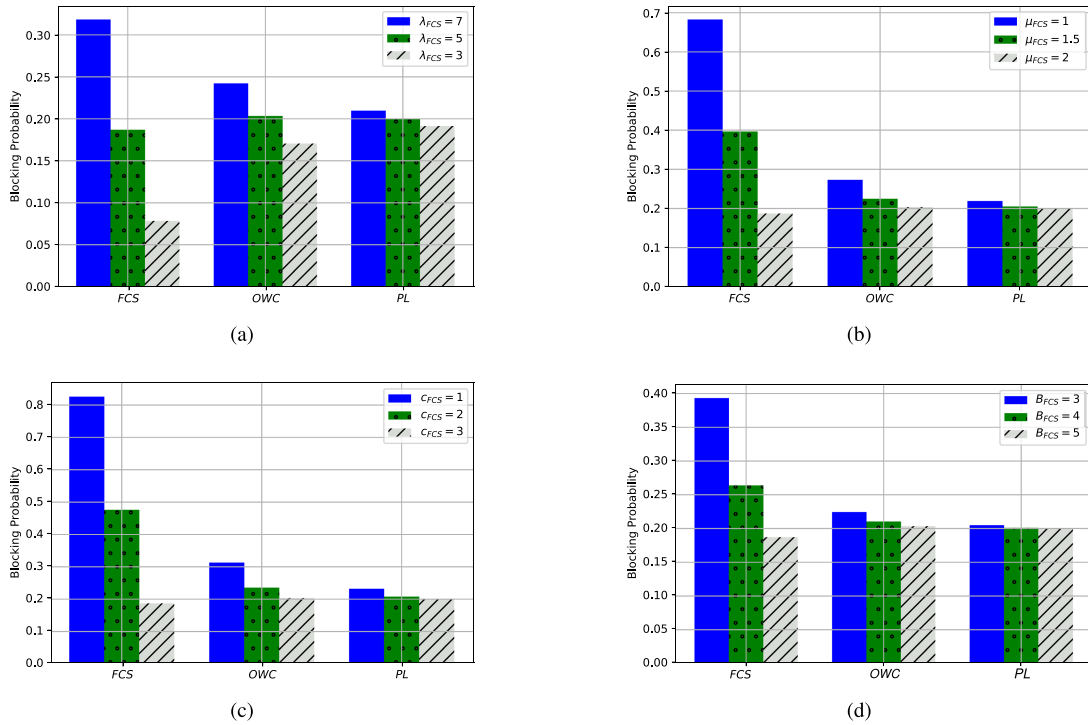 Blocking Probability
0.30
0.25
0.20
0.15
0.10
0.05
0.00
λFCS = 7
λFCS = 5
λFCS = 3
FCS OWC PL
(a)
Blocking Probability
0.7
0.6
0.5
0.4
0.3
0.2
0.1
0.0
μFCS = 1
μFCS = 1.5
μFCS = 2
FCS OWC PL
(b)
Blocking Probability
0.8
0.7
0.6
0.5
0.4
0.3
0.2
0.1
0.0
cFCS = 1
cFCS = 2
cFCS = 3
FCS OWC PL
(c)
Blocking Probability
0.40
0.35
0.30
0.25
0.20
0.15
0.10
0.05
0.00
BFCS = 3
BFCS = 4
BFCS = 5
FCS OWC PL
(d)